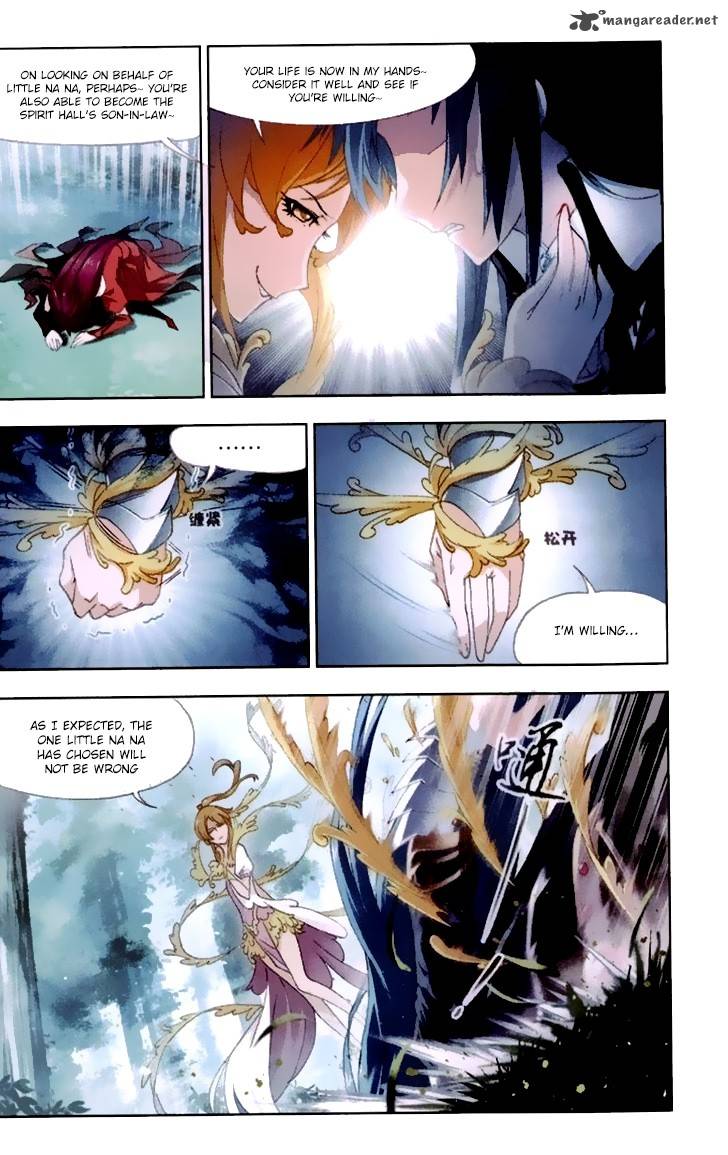 mangareader.net
ON LOOKING ON BEHALF OF
LITTLE NA NA, PERHAPS~ YOU'RE
ALSO ABLE TO BECOME THE
SPIRIT HALL'S SON-IN-LAW~
YOUR LIFE IS NOW IN MY HANDS~
CONSIDER IT WELL AND SEE IF
YOU'RE WILLING~
......
缠紧
松开
I'M WILLING...
AS I EXPECTED, THE
ONE LITTLE NA NA
HAS CHOSEN WILL
NOT BE WRONG
嗵